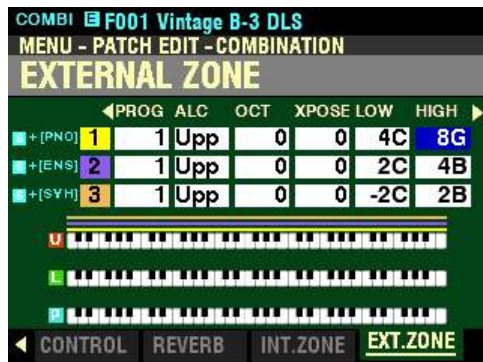 COMBI E F001 Vintage B-3 DLS
MENU - PATCH EDIT - COMBINATION
EXTERNAL ZONE
PROG ALC OCT XPOSE LOW HIGH
S + [PNO] 1 1 Upp 0 0 4C 8G
S +[ENS] 2 1 Upp 0 0 2C 4B
S +[SYH] 3 1 Upp 0 0 -2C 2B
U
L
P
CONTROL REVERB INT.ZONE EXT.ZONE